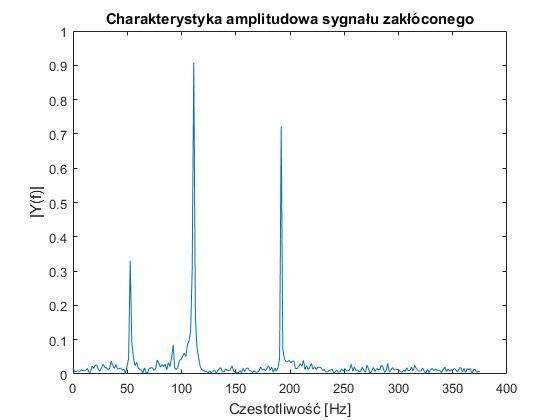 Charakterystyka amplitudowa sygnału zakłóconego
1
0.9
0.8
0.7
0.6
0.5
0.4
0.3
0.2
0.1
0
|Y(f)|
0 50 100 150 200 250 300 350 400
Czestotliwość [Hz]